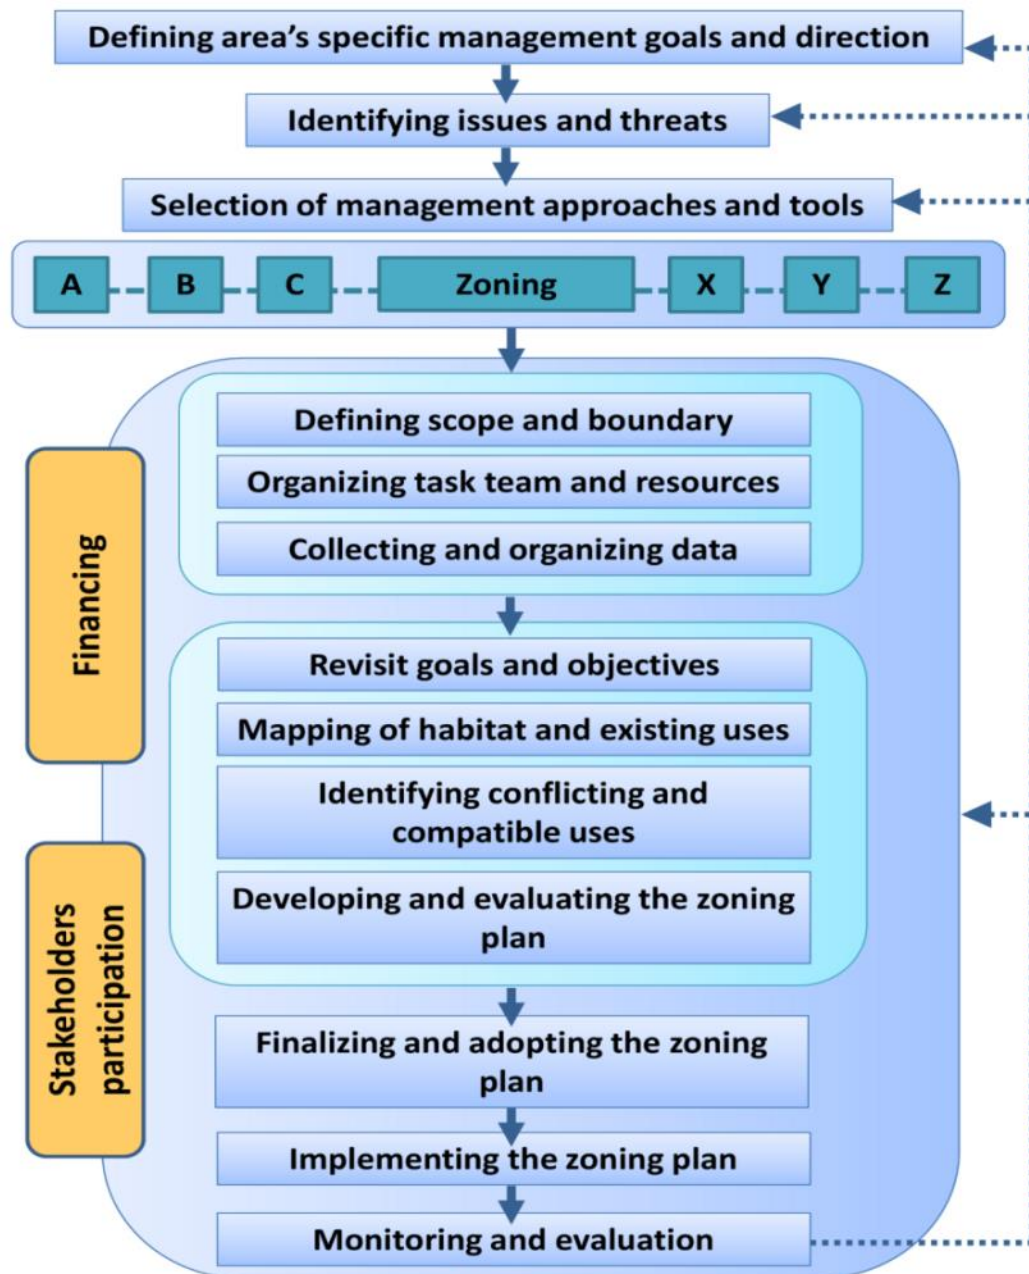 Defining area's specific management goals and direction
Identifying issues and threats
Selection of management approaches and tools
A B C Zoning X Y Z
Defining scope and boundary
Organizing task team and resources
Collecting and organizing data
Financing
Revisit goals and objectives
Mapping of habitat and existing uses
Identifying conflicting and
compatible uses
Developing and evaluating the zoning
plan
Stakeholders
participation
Finalizing and adopting the zoning
plan
Implementing the zoning plan
Monitoring and evaluation